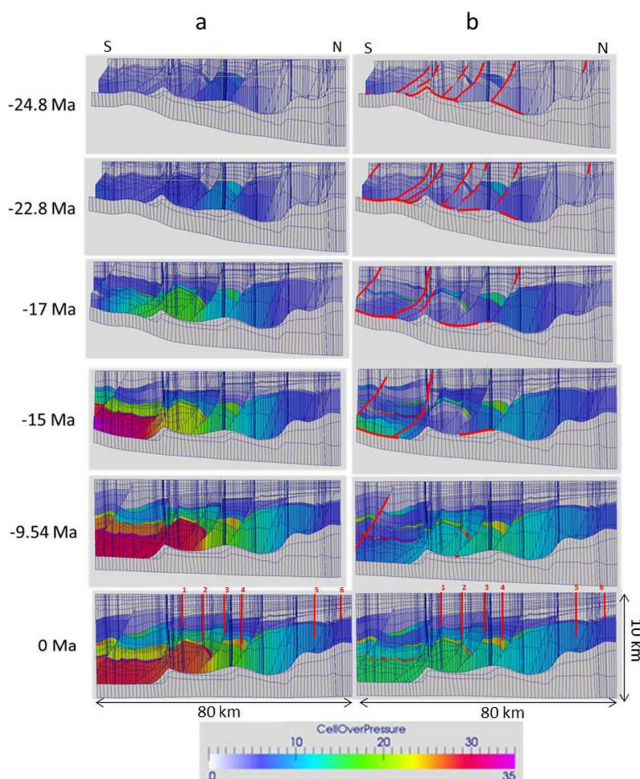 a b
S N S N
-24.8 Ma
-22.8 Ma
-17 Ma
-15 Ma
-9.54 Ma
1 2 3 4 5 6 1 2 3 4 5 6
0 Ma
10 km
80 km 80 km
CellOverPressure
0 10 20 30 35